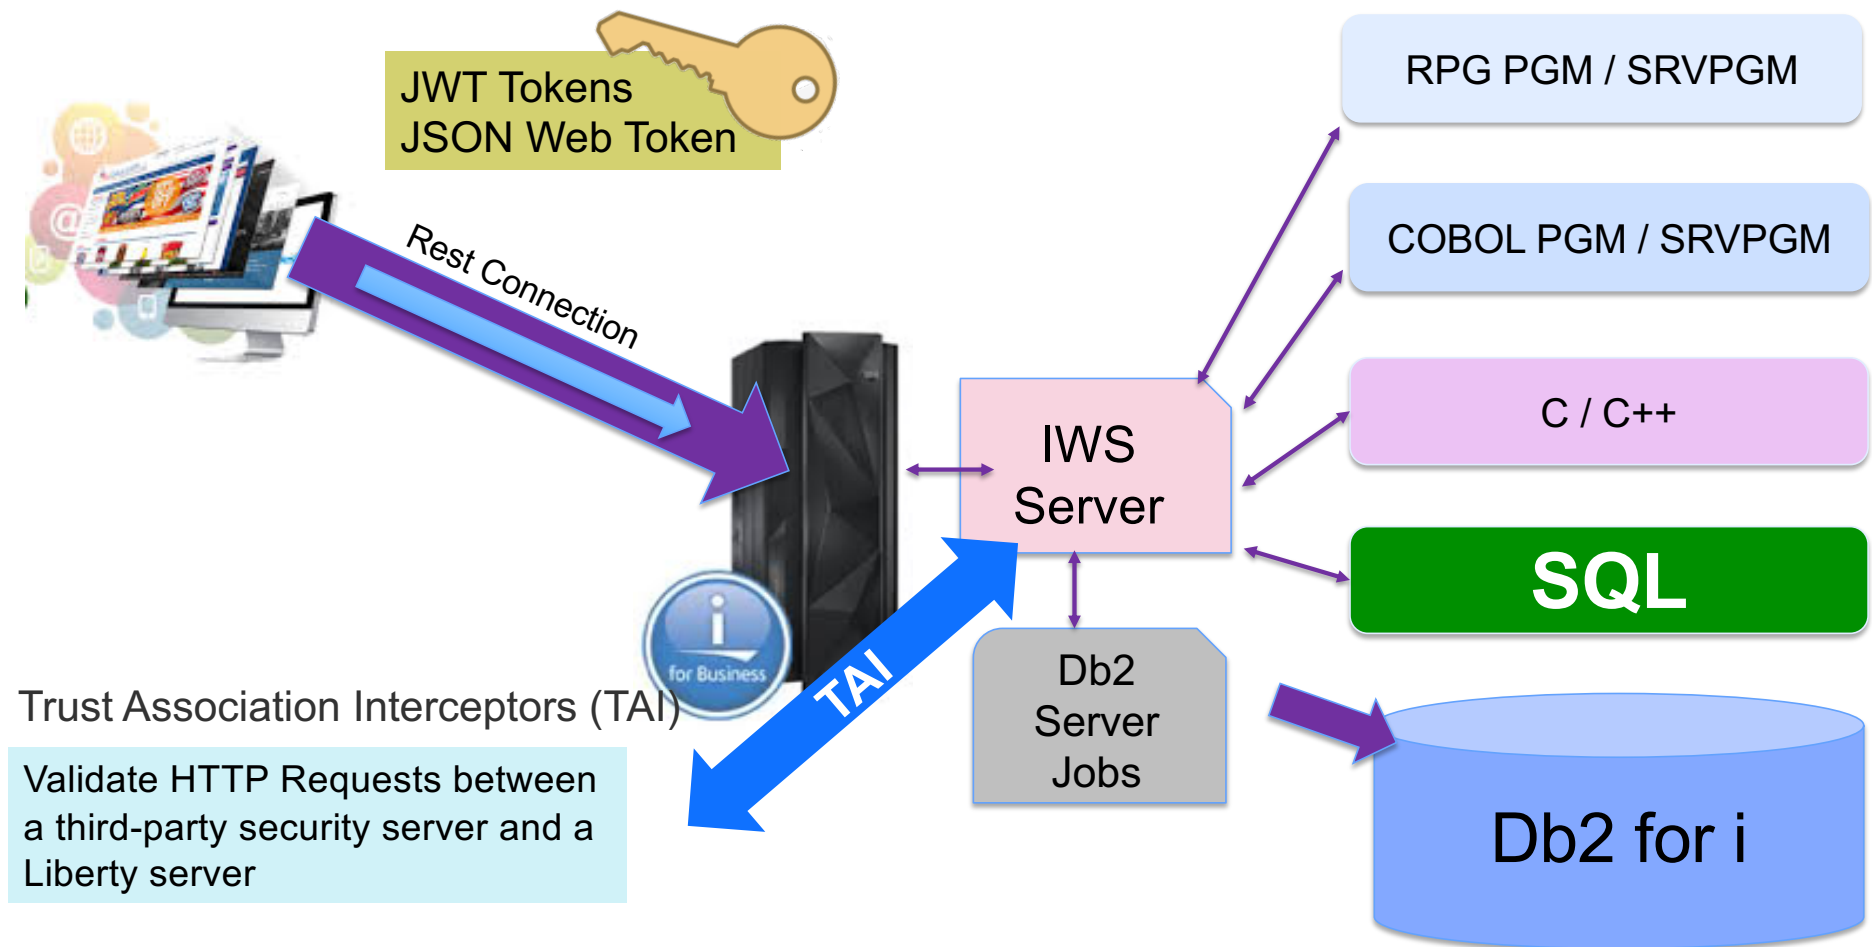 JWT Tokens
JSON Web Token
Rest Connection
RPG PGM / SRVPGM
COBOL PGM / SRVPGM
C / C++
SQL
IWS
Server
Db2
Server
Jobs
Db2 for i
i
for Business
TAI
Trust Association Interceptors (TAI)
Validate HTTP Requests between
a third-party security server and a
Liberty server